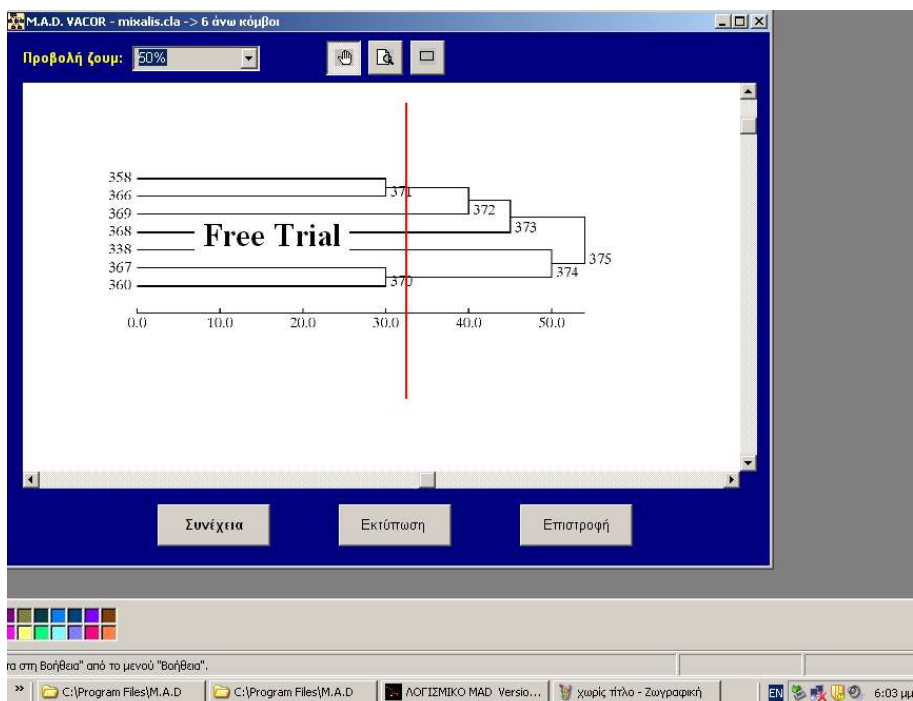 M.A.D. VACOR - mixalis.cla -> 6 άνω κόμβοι
Προβολή ζουμ: 50%
358
371
366
369
372
368
373
Free Trial
338
375
374
367
370
360
0.0 10.0 20.0 30.0 40.0 50.0
Συνέχεια Εκτύπωση Επιστροφή
ρα στη Βοήθεια" από το μενού "Βοήθεια".
» C:\Program Files\M.A.D C:\Program Files\M.A.D ΛΟΓΙΣΜΙΚΟ MAD Versio... χωρίς τίτλο - Ζωγραφική EN 6:03 μμ